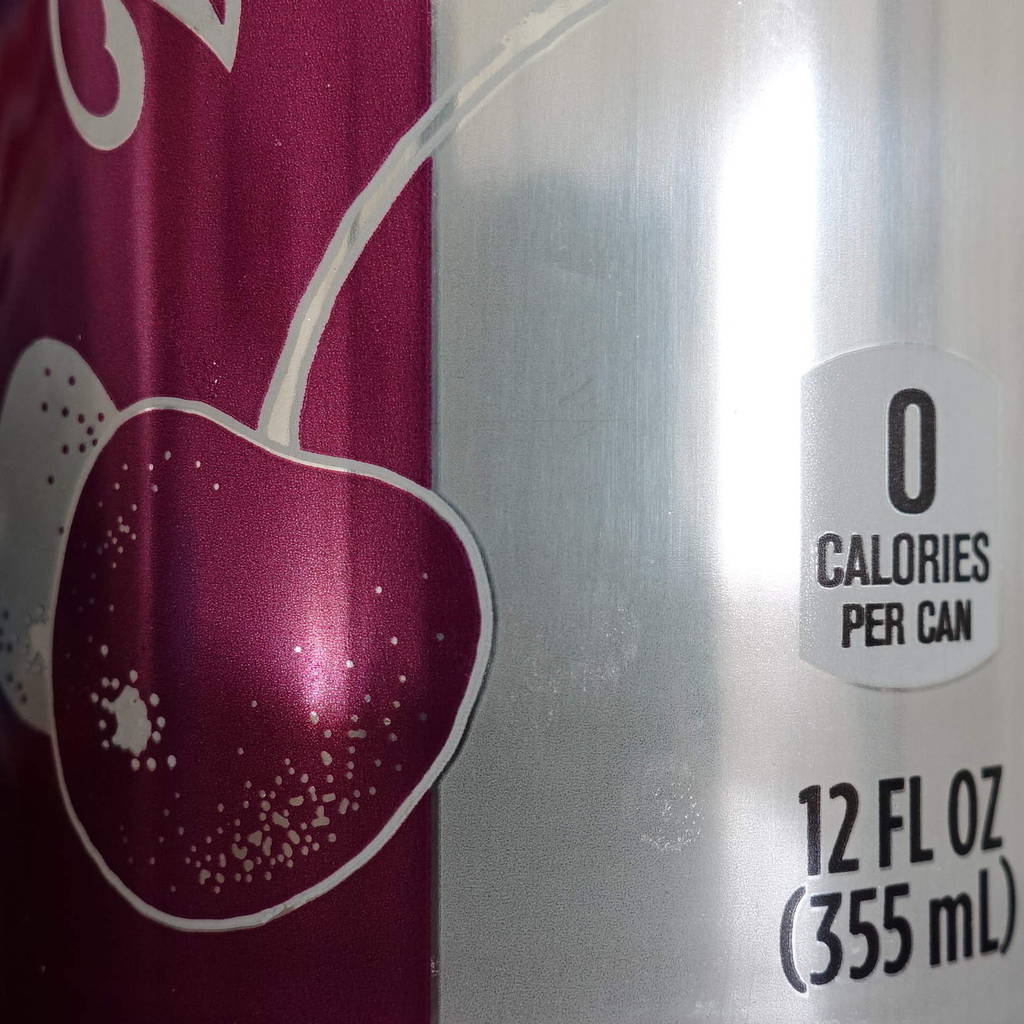 0
CALORIES
PER CAN
12 FL OZ
(355 mL)